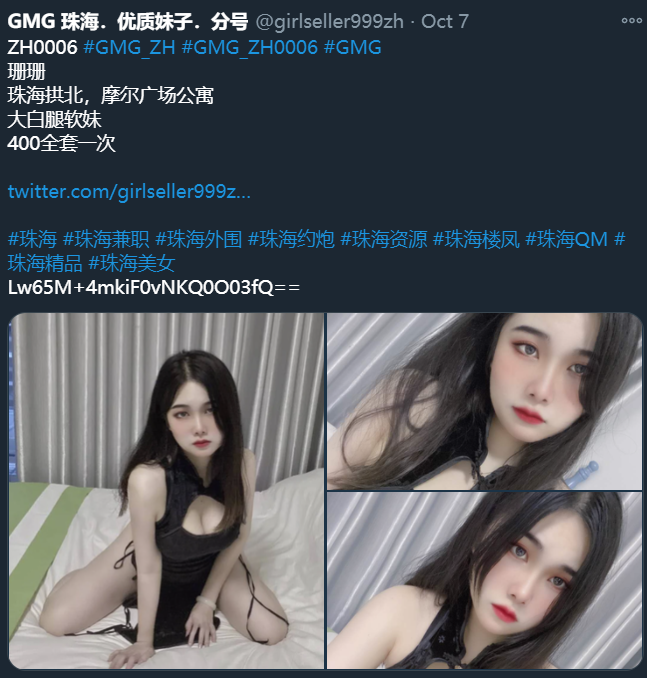 GMG 珠海．优质妹子．分号 @girlseller999zh · Oct 7
ZH0006 #GMG_ZH #GMG_ZH0006 #GMG
珊珊
珠海拱北，摩尔广场公寓
大白腿软妹
400全套一次
twitter.com/girlseller999z...
#珠海 #珠海兼职 #珠海外围 #珠海约炮 #珠海资源 #珠海楼凤 #珠海QM #
珠海精品 #珠海美女
Lw65M+4mkiF0vNKQ0O03fQ==